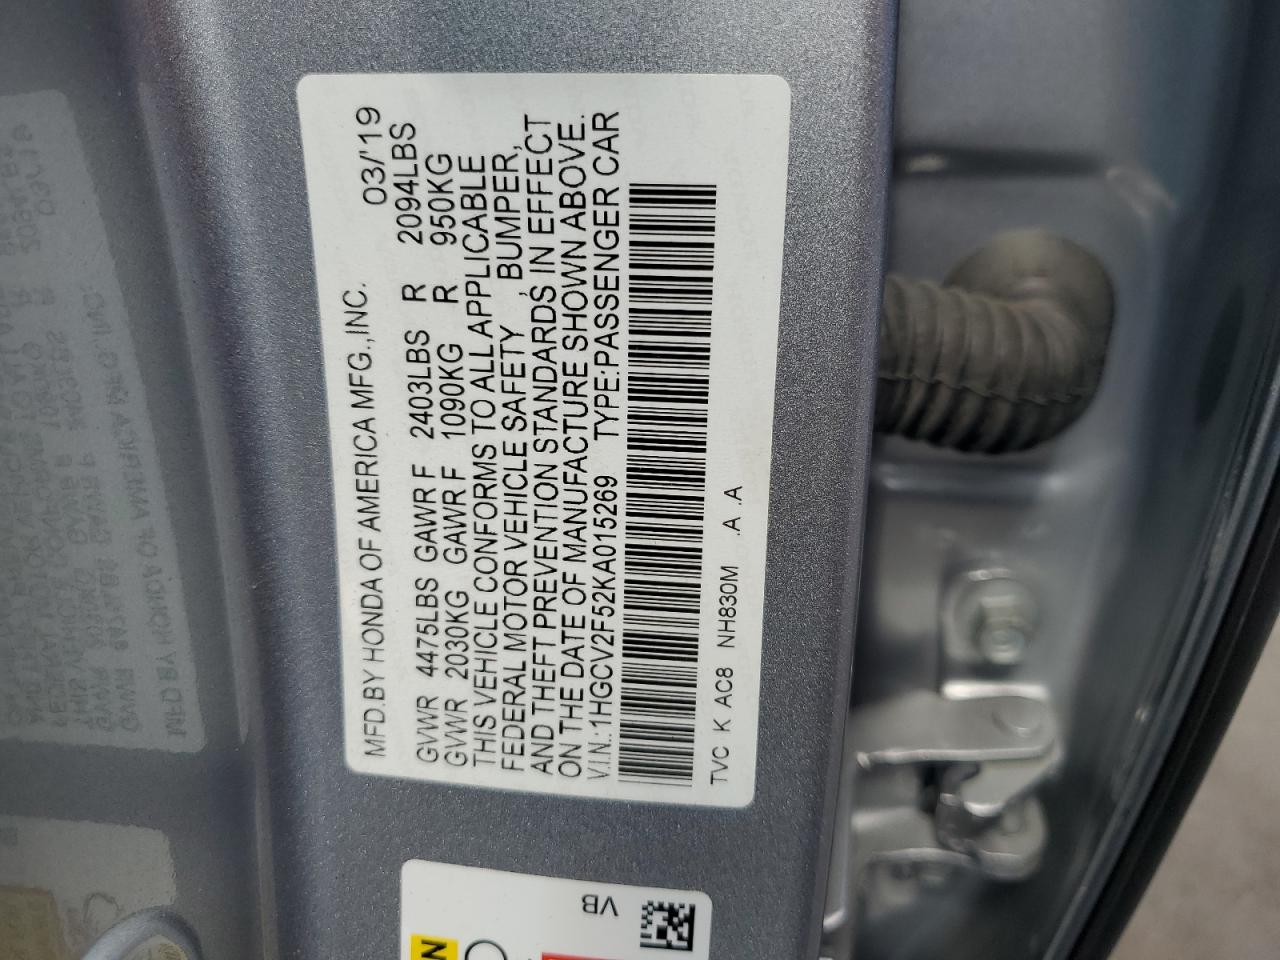 MFD.BY HONDA OF AMERICA MFG.,INC. 03/'19
GVWR 4475LBS GAWR F 2403LBS R 2094LBS
GVWR 2030KG GAWR F 1090KG R 950KG
THIS VEHICLE CONFORMS TO ALL APPLICABLE
FEDERAL MOTOR VEHICLE SAFETY, BUMPER,
AND THEFT PREVENTION STANDARDS IN EFFECT
ON THE DATE OF MANUFACTURE SHOWN ABOVE.
V.I.N.:1HGCV2F52KA015269 TYPE:PASSENGER CAR
TVC K AC8 NH830M .A .A
VB